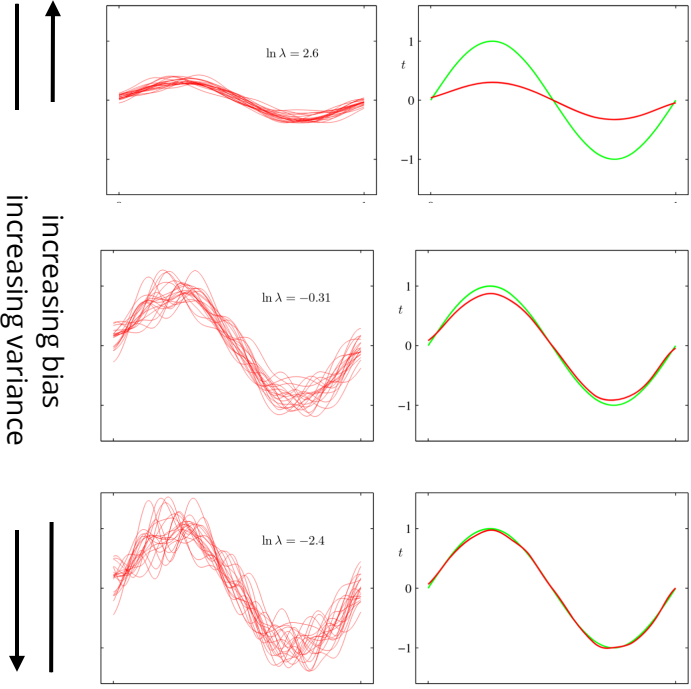 ln λ = 2.6
1
t
0
−1
increasing bias
increasing variance
ln λ = −0.31
1
t
0
−1
ln λ = −2.4
1
t
0
−1